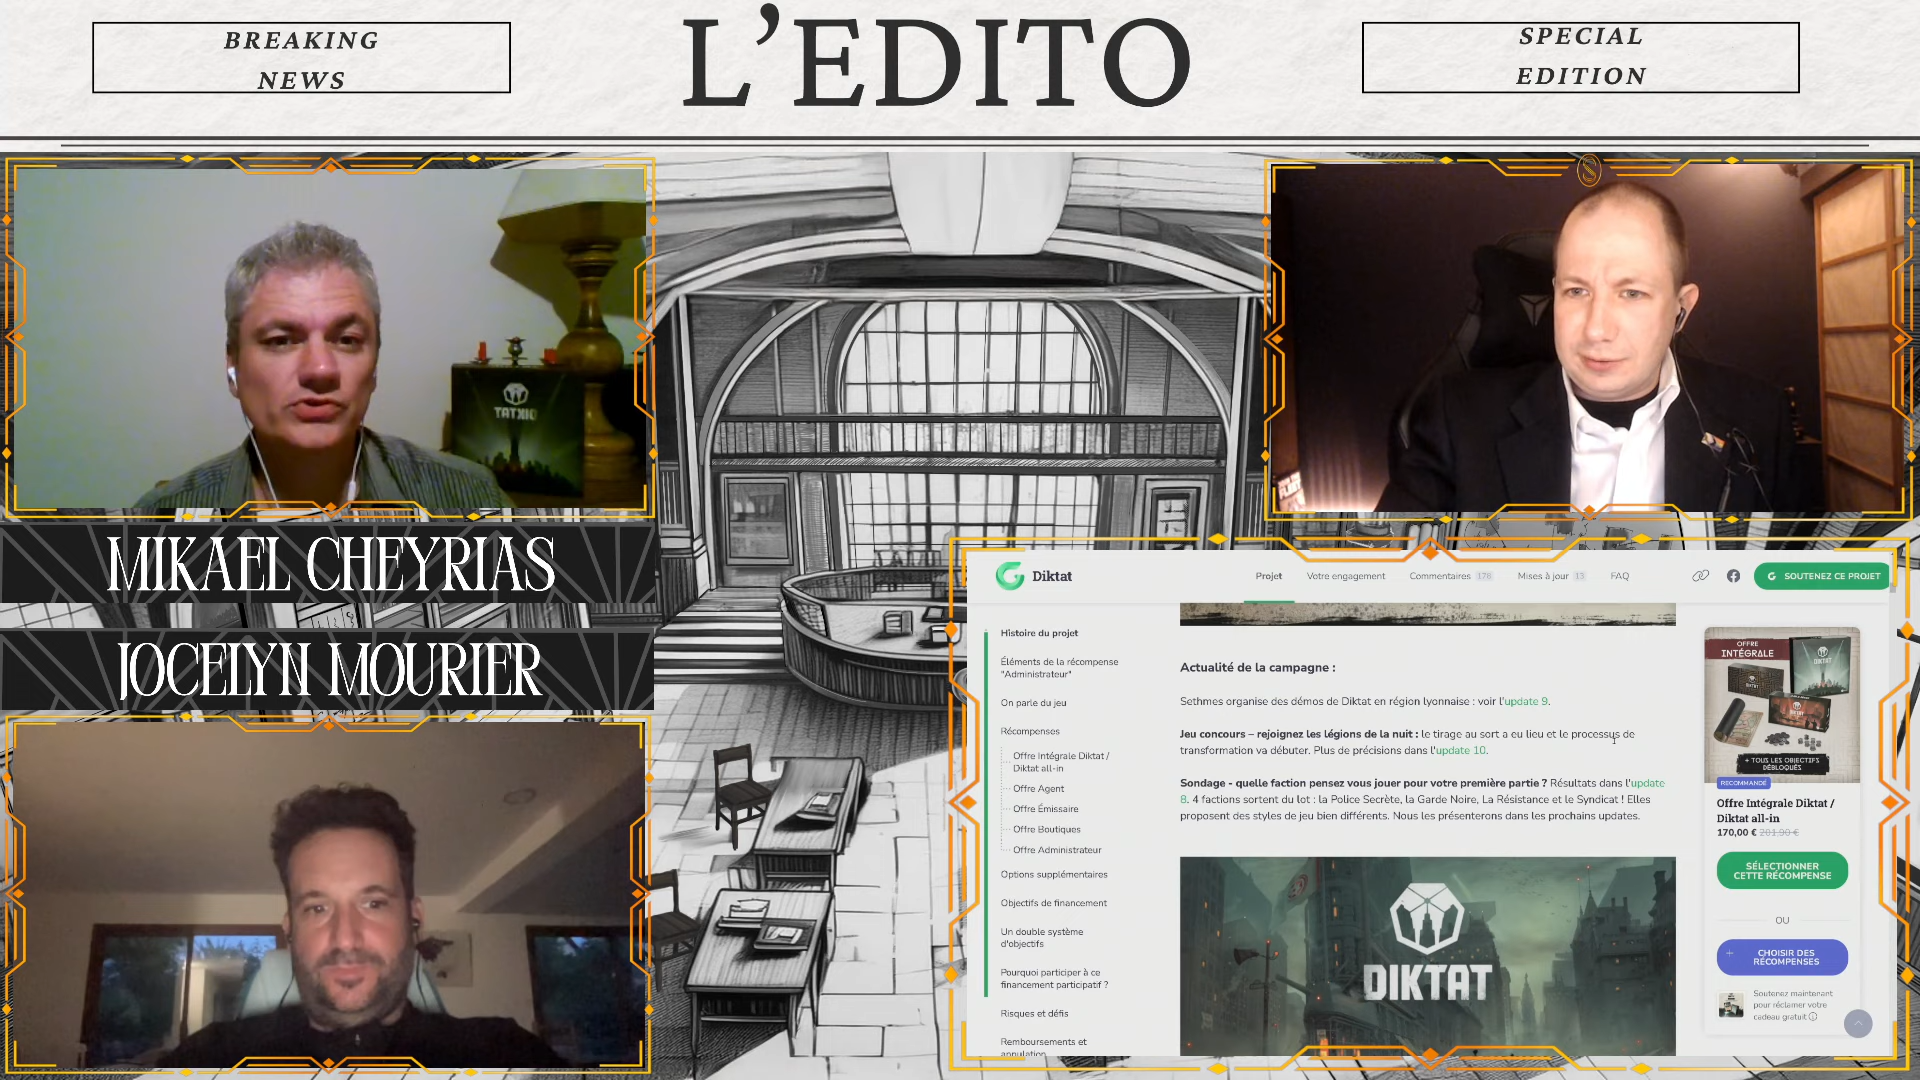 BREAKING
NEWS
L'EDITO
SPECIAL
EDITION
DIKTAT
MIKAEL CHEYRIAS
JOCELYN MOURIER
Diktat
Projet
Votre engagement
Commentaires 178
Mises à jour 13
FAQ
SOUTENEZ CE PROJET
Histoire du projet
Éléments de la récompense
"Administrateur"
On parle du jeu
Récompenses
Offre Intégrale Diktat /
Diktat all-in
Offre Agent
Offre Émissaire
Offre Boutiques
Offre Administrateur
Options supplémentaires
Objectifs de financement
Un double système
d'objectifs
Pourquoi participer à ce
financement participatif ?
Risques et défis
Remboursements et
annulation
Actualité de la campagne :
Sethmes organise des démos de Diktat en région lyonnaise : voir l'update 9.
Jeu concours – rejoignez les légions de la nuit : le tirage au sort a eu lieu et le processus de
transformation va débuter. Plus de précisions dans l'update 10.
Sondage - quelle faction pensez vous jouer pour votre première partie ? Résultats dans l'update
8. 4 factions sortent du lot : la Police Secrète, la Garde Noire, La Résistance et le Syndicat ! Elles
proposent des styles de jeu bien différents. Nous les présenterons dans les prochains updates.
DIKTAT
OFFRE
INTÉGRALE
DIKTAT
DIKTAT
DIKTAT
+ TOUS LES OBJECTIFS
DÉBLOQUÉS
RECOMMANDÉ
Offre Intégrale Diktat /
Diktat all-in
170,00 € 201,90 €
SÉLECTIONNER
CETTE RÉCOMPENSE
OU
+ CHOISIR DES
RÉCOMPENSES
Soutenez maintenant
pour réclamer votre
cadeau gratuit